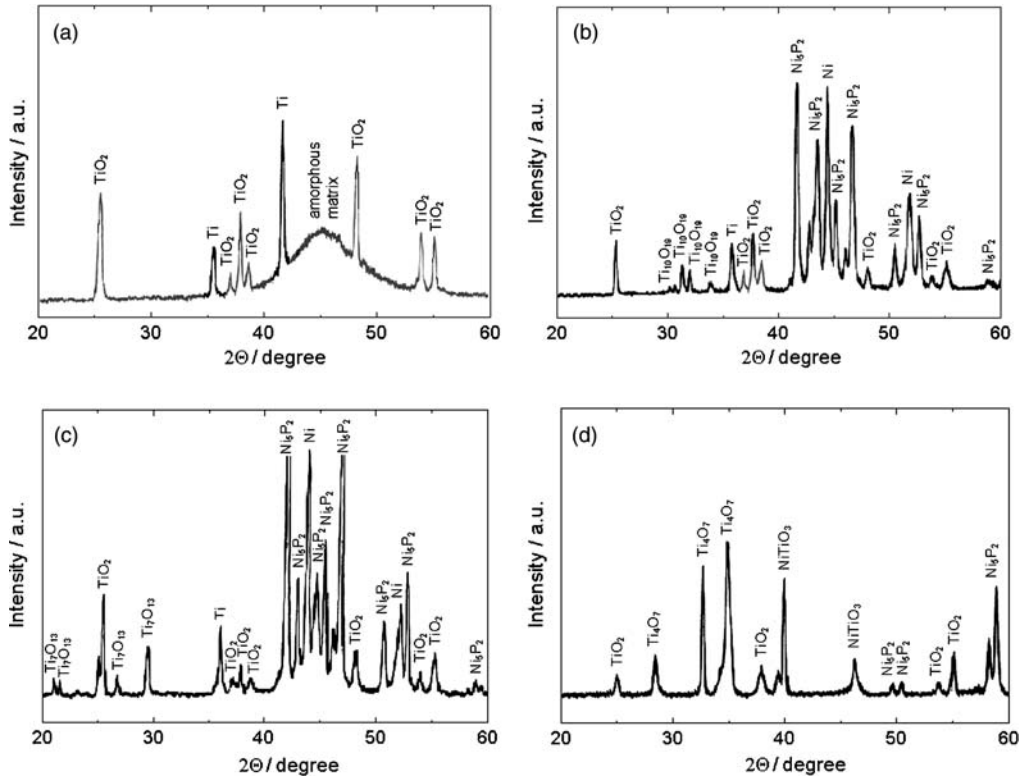 (a)
Intensity / a.u.
TiO₂
Ti
TiO₂
TiO₂
TiO₂
Ti
amorphous
matrix
TiO₂
TiO₂
TiO₂
20 30 40 50 60
2Θ / degree
(b)
Intensity / a.u.
TiO₂
Ti₁₀O₁₉
Ti₁₀O₁₉
Ti₁₀O₁₉
Ti₁₀O₁₉
Ti
TiO₂
TiO₂
TiO₂
Ni₅P₂
Ni₅P₂
Ni
Ni₅P₂
Ni₅P₂
TiO₂
Ni₅P₂
Ni
Ni₅P₂
TiO₂
TiO₂
Ni₅P₂
20 30 40 50 60
2Θ / degree
(c)
Intensity / a.u.
Ti₇O₁₃
Ti₇O₁₃
TiO₂
Ti₇O₁₃
Ti₇O₁₃
Ti
TiO₂
TiO₂
TiO₂
Ni₅P₂
Ni₅P₂
Ni
Ni₅P₂
Ni₅P₂
Ni₅P₂
TiO₂
Ni₅P₂
Ni
Ni₅P₂
TiO₂
TiO₂
Ni₅P₂
20 30 40 50 60
2Θ / degree
(d)
Intensity / a.u.
TiO₂
Ti₄O₇
Ti₄O₇
Ti₄O₇
TiO₂
NiTiO₃
NiTiO₃
Ni₅P₂
Ni₅P₂
TiO₂
Ni₅P₂
20 30 40 50 60
2Θ / degree